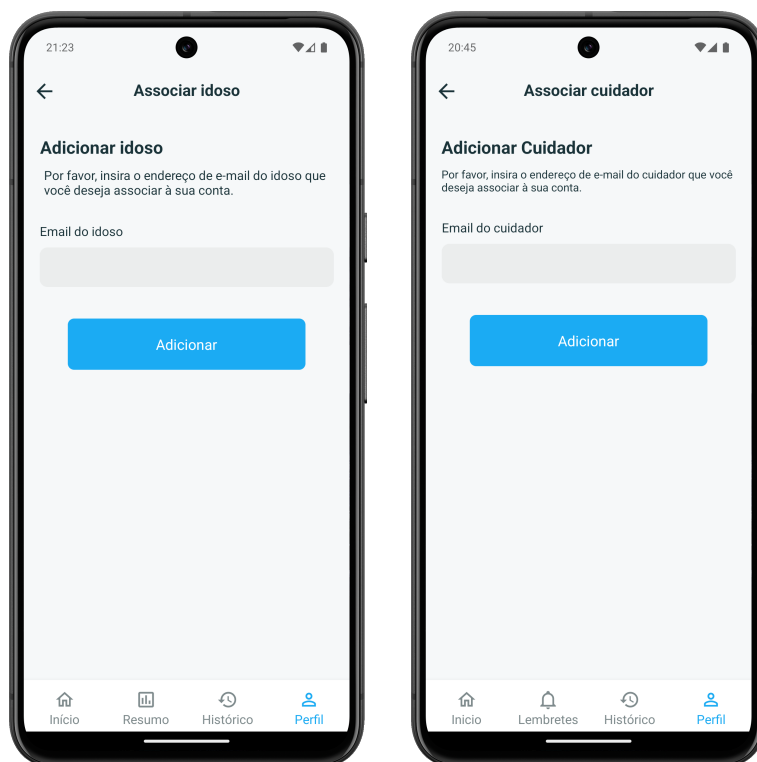 21:23
Associar idoso
Adicionar idoso
Por favor, insira o endereço de e-mail do idoso que
você deseja associar à sua conta.
Email do idoso
Adicionar
Início
Resumo
Histórico
Perfil
20:45
Associar cuidador
Adicionar Cuidador
Por favor, insira o endereço de e-mail do cuidador que você
deseja associar à sua conta.
Email do cuidador
Adicionar
Inicio
Lembretes
Histórico
Perfil